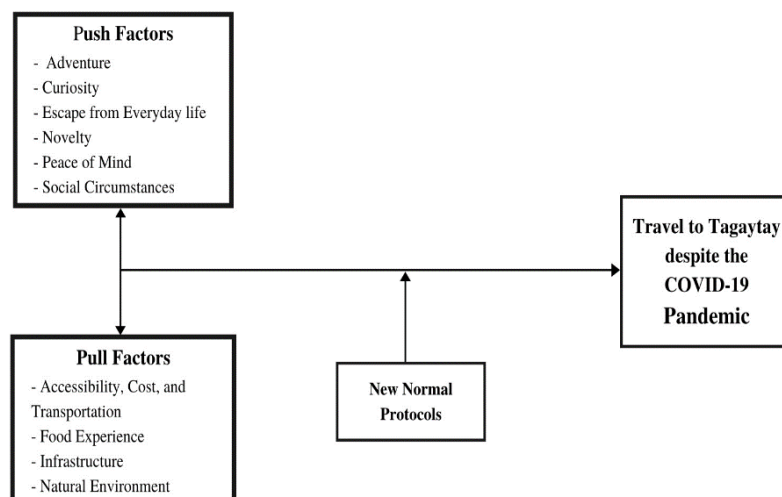 Push Factors
- Adventure
- Curiosity
- Escape from Everyday life
- Novelty
- Peace of Mind
- Social Circumstances
Travel to Tagaytay
despite the
COVID-19
Pandemic
Pull Factors
- Accessibility, Cost, and
Transportation
- Food Experience
- Infrastructure
- Natural Environment
New Normal
Protocols